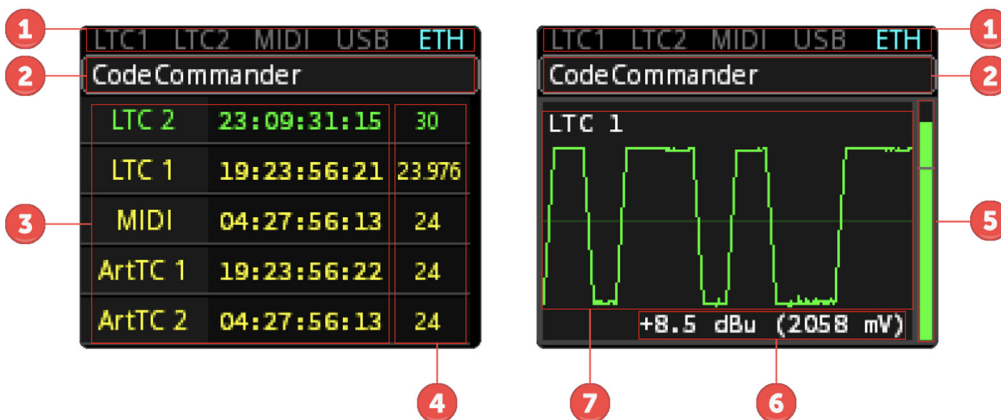 1
LTC1 LTC2 MIDI USB ETH
2
CodeCommander
LTC 2 23:09:31:15 30
LTC 1 19:23:56:21 23.976
3
MIDI 04:27:56:13 24
ArtTC 1 19:23:56:22 24
ArtTC 2 04:27:56:13 24
4
LTC1 LTC2 MIDI USB ETH
1
CodeCommander
2
LTC 1
5
+8.5 dBu (2058 mV)
7
6